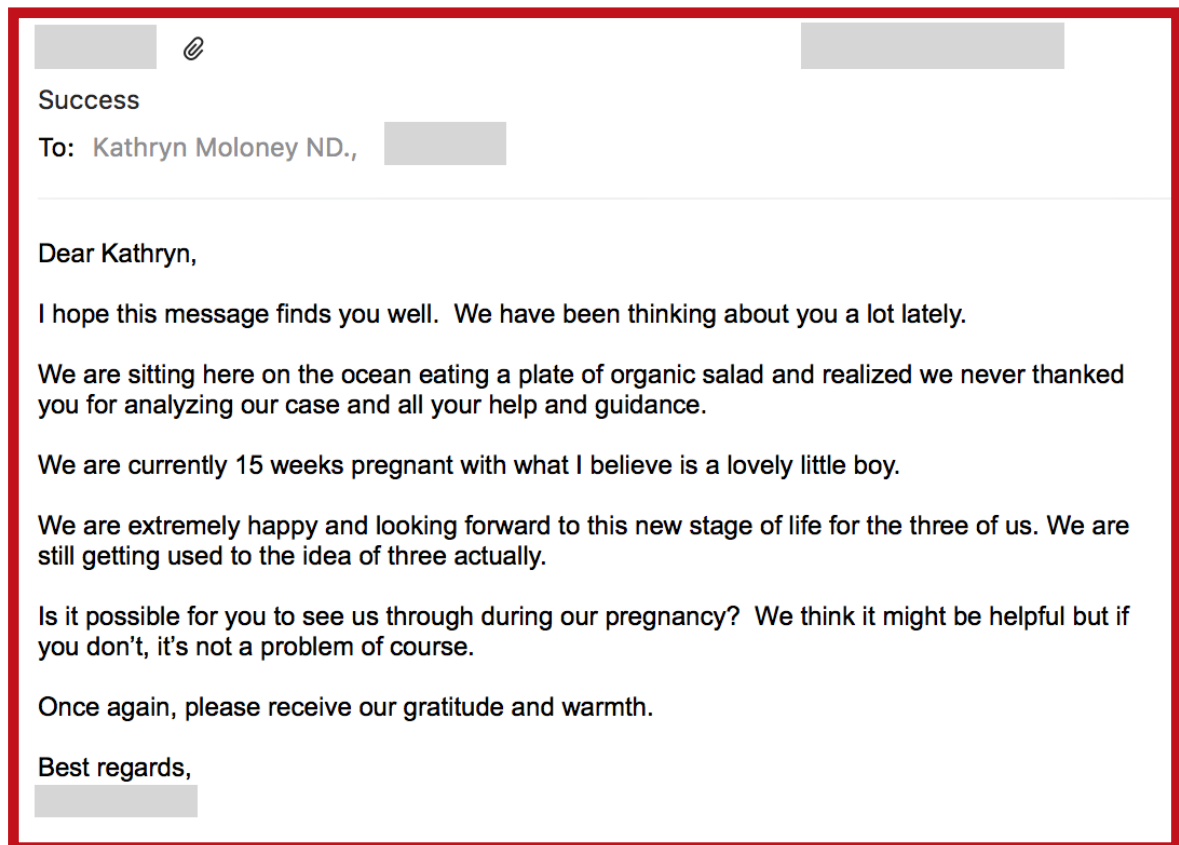 Success
To: Kathryn Moloney ND.,
Dear Kathryn,
I hope this message finds you well.  We have been thinking about you a lot lately.
We are sitting here on the ocean eating a plate of organic salad and realized we never thanked
you for analyzing our case and all your help and guidance.
We are currently 15 weeks pregnant with what I believe is a lovely little boy.
We are extremely happy and looking forward to this new stage of life for the three of us. We are
still getting used to the idea of three actually.
Is it possible for you to see us through during our pregnancy?  We think it might be helpful but if
you don’t, it’s not a problem of course.
Once again, please receive our gratitude and warmth.
Best regards,